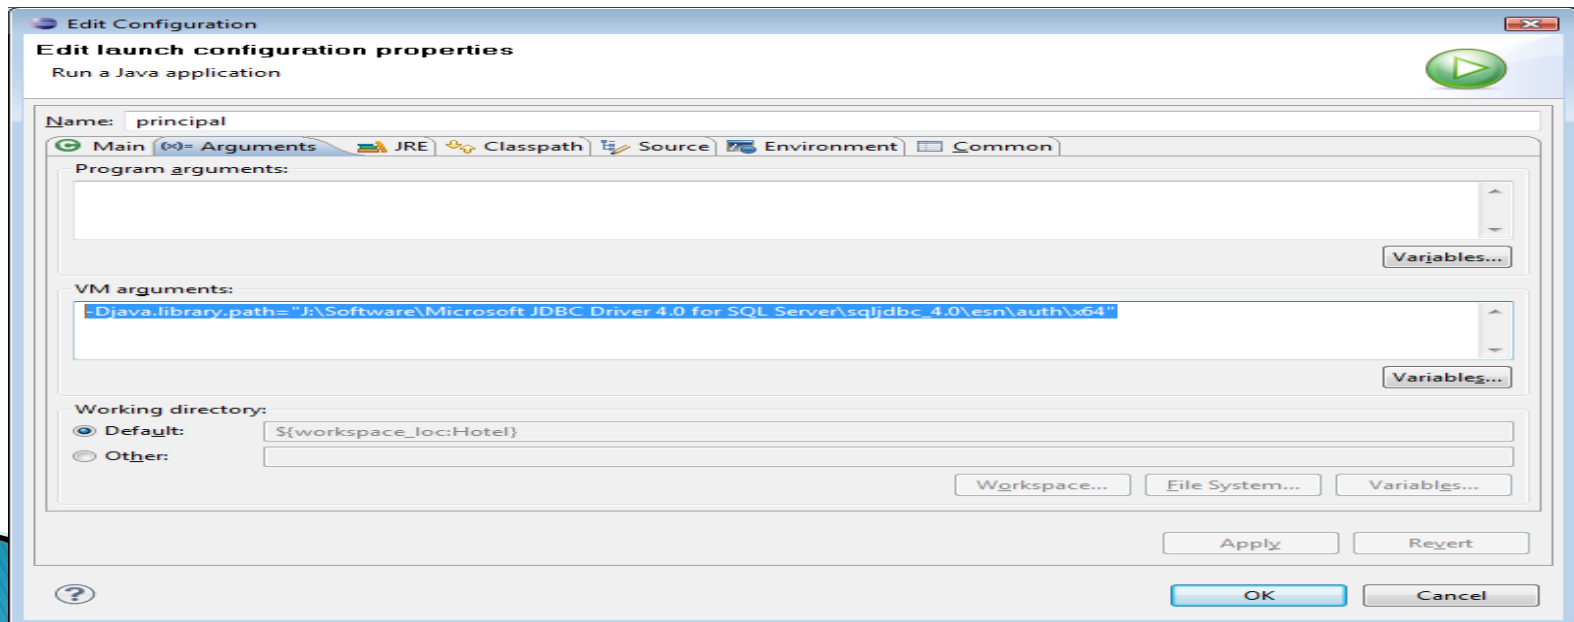 Edit Configuration
Edit launch configuration properties
Run a Java application
Name: principal
Main (x)= Arguments JRE Classpath Source Environment Common
Program arguments:
Variables...
VM arguments:
-Djava.library.path="J:\Software\Microsoft JDBC Driver 4.0 for SQL Server\sqljdbc_4.0\esn\auth\x64"
Variables...
Working directory:
Default: ${workspace_loc:Hotel}
Other:
Workspace... File System... Variables...
Apply Revert
? OK Cancel